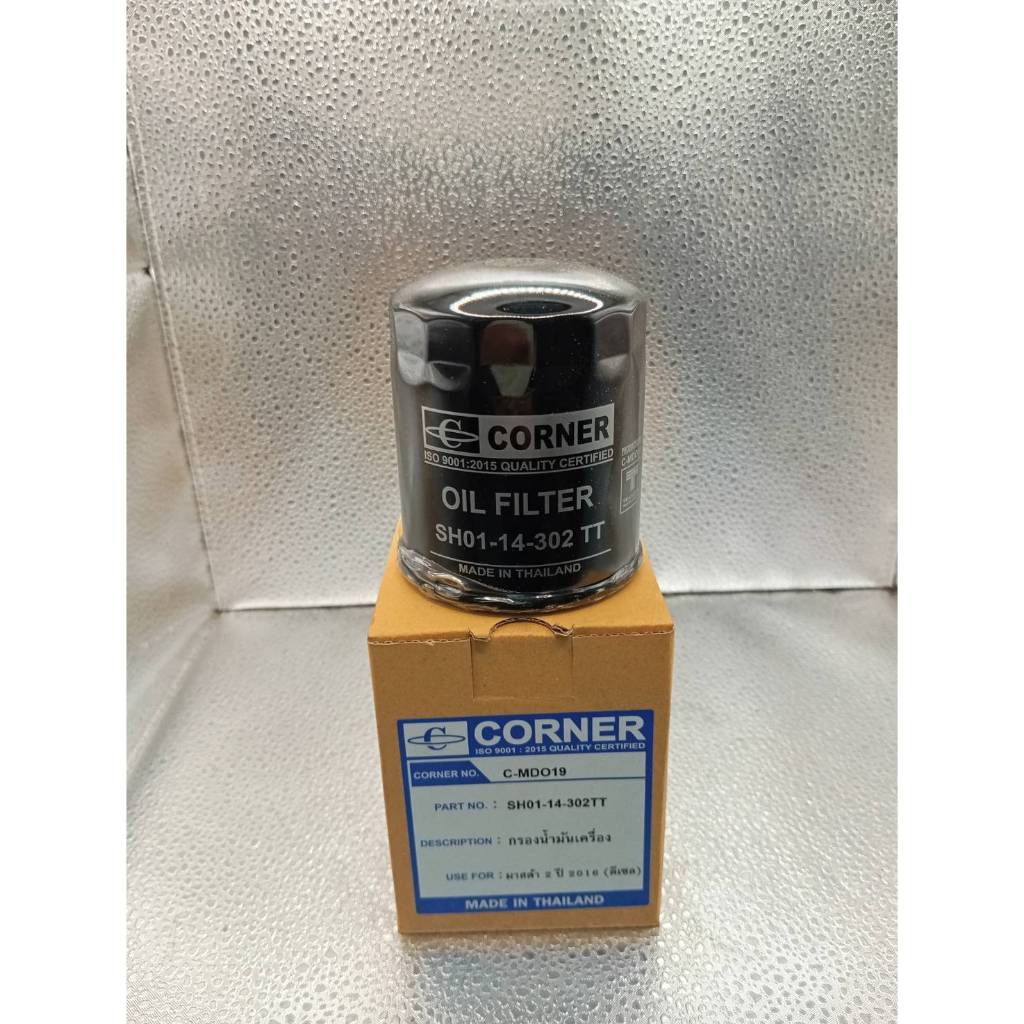 C CORNER
ISO 9001:2015 QUALITY CERTIFIED
OIL FILTER
SH01-14-302 TT
MADE IN THAILAND
T
C CORNER
ISO 9001 : 2015 QUALITY CERTIFIED
CORNER NO. C-MDO19
PART NO. : SH01-14-302TT
DESCRIPTION : กรองน้ำมันเครื่อง
USE FOR : มาสด้า 2 ปี 2016 (ดีเซล)
MADE IN THAILAND